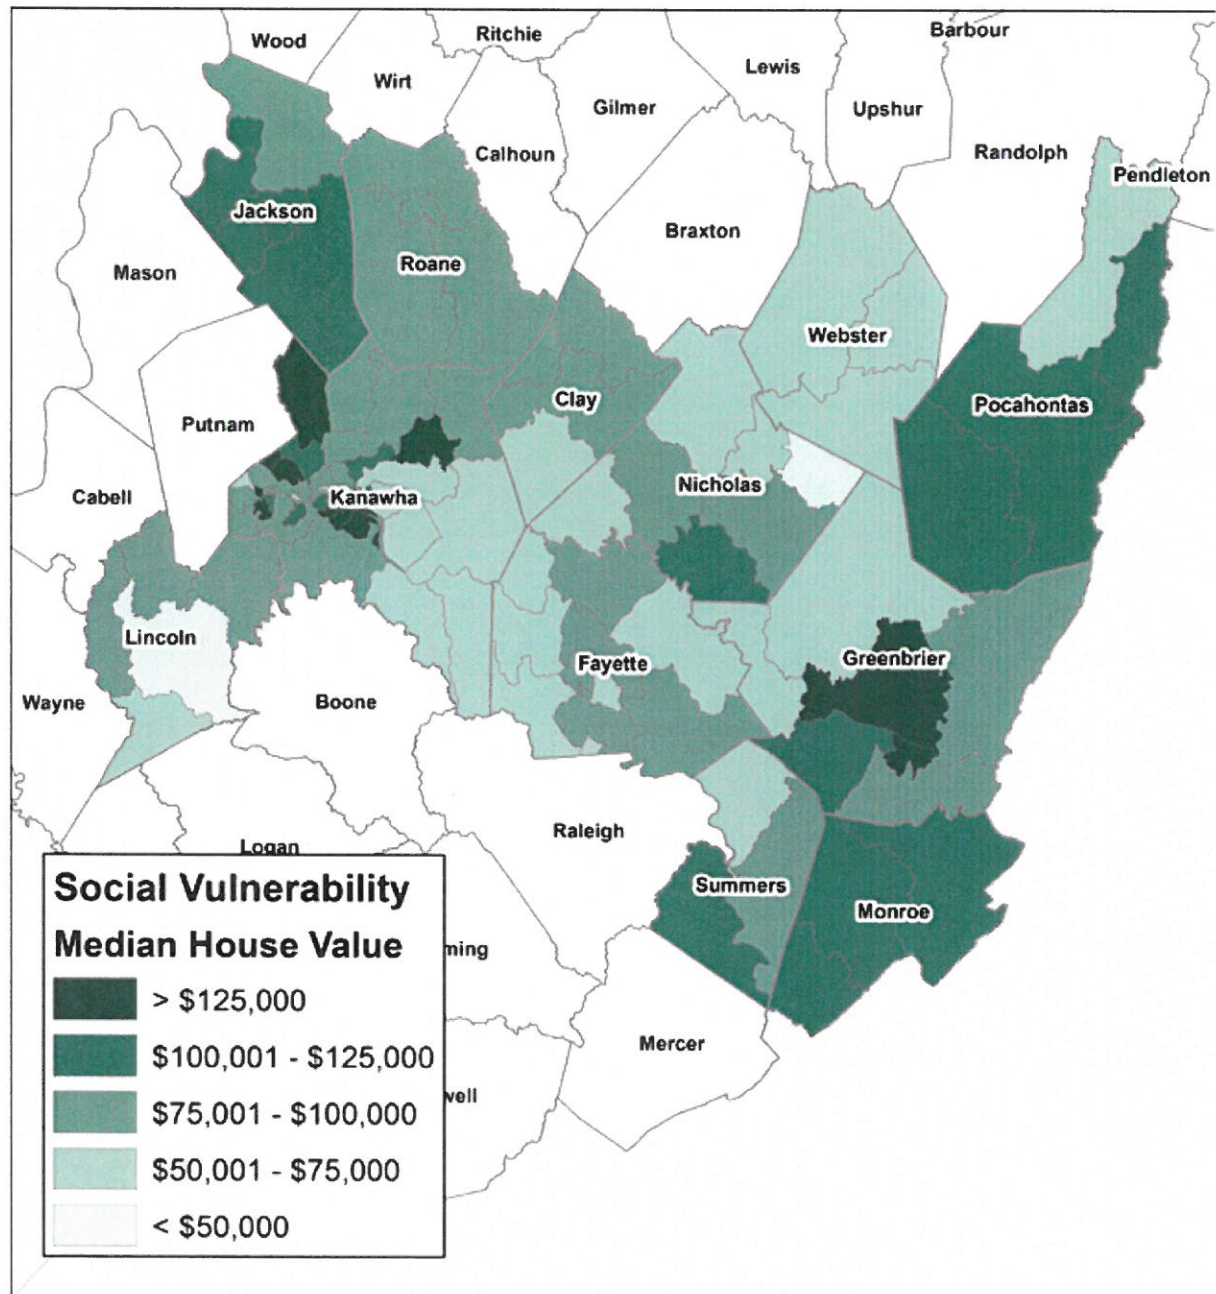 Wood
Ritchie
Barbour
Wirt
Lewis
Gilmer
Upshur
Calhoun
Randolph
Pendleton
Jackson
Braxton
Roane
Mason
Webster
Clay
Pocahontas
Putnam
Nicholas
Cabell
Kanawha
Lincoln
Fayette
Greenbrier
Wayne
Boone
Raleigh
Logan
Summers
Monroe
ming
Mercer
well
Social Vulnerability
Median House Value
> $125,000
$100,001 - $125,000
$75,001 - $100,000
$50,001 - $75,000
< $50,000